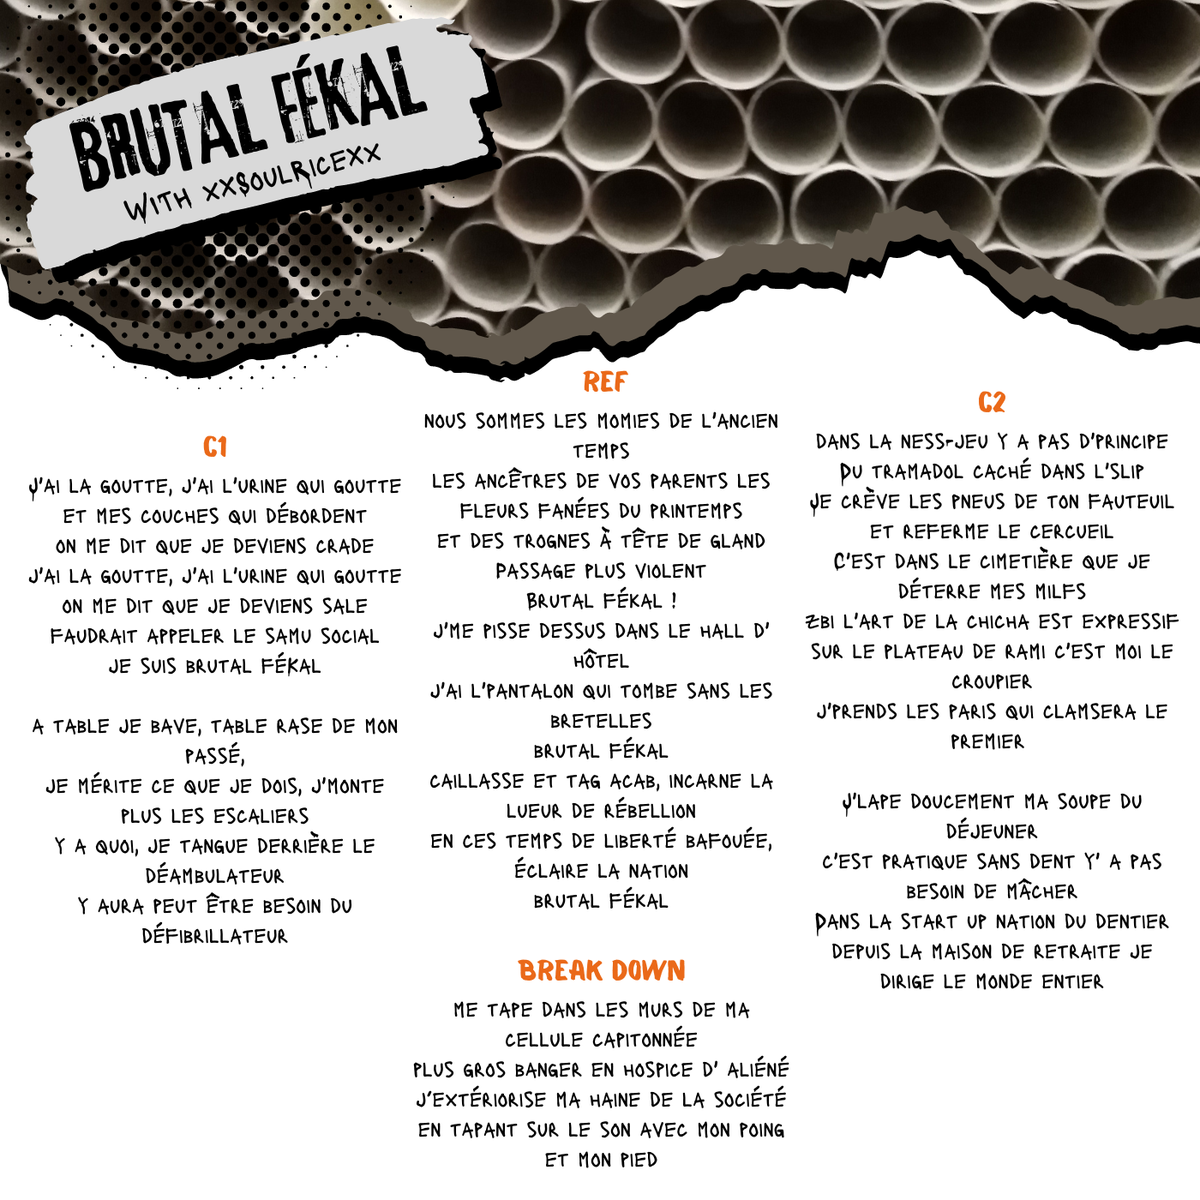 BRUTAL FÉKAL
WITH XX$OULRICEXX
C1
J'AI LA GOUTTE, J'AI L'URINE QUI GOUTTE
ET MES COUCHES QUI DÉBORDENT
ON ME DIT QUE JE DEVIENS CRADE
J'AI LA GOUTTE, J'AI L'URINE QUI GOUTTE
ON ME DIT QUE JE DEVIENS SALE
FAUDRAIT APPELER LE SAMU SOCIAL
JE SUIS BRUTAL FÉKAL
A TABLE JE BAVE, TABLE RASE DE MON
PASSÉ,
JE MÉRITE CE QUE JE DOIS, J'MONTE
PLUS LES ESCALIERS
Y A QUOI, JE TANGUE DERRIÈRE LE
DÉAMBULATEUR
Y AURA PEUT ÊTRE BESOIN DU
DÉFIBRILLATEUR
REF
NOUS SOMMES LES MOMIES DE L'ANCIEN
TEMPS
LES ANCÊTRES DE VOS PARENTS LES
FLEURS FANÉES DU PRINTEMPS
ET DES TROGNES À TÊTE DE GLAND
PASSAGE PLUS VIOLENT
BRUTAL FÉKAL !
J'ME PISSE DESSUS DANS LE HALL D'
HÔTEL
J'AI L'PANTALON QUI TOMBE SANS LES
BRETELLES
BRUTAL FÉKAL
CAILLASSE ET TAG ACAB, INCARNE LA
LUEUR DE RÉBELLION
EN CES TEMPS DE LIBERTÉ BAFOUÉE,
ÉCLAIRE LA NATION
BRUTAL FÉKAL
BREAK DOWN
ME TAPE DANS LES MURS DE MA
CELLULE CAPITONNÉE
PLUS GROS BANGER EN HOSPICE D' ALIÉNÉ
J'EXTÉRIORISE MA HAINE DE LA SOCIÉTÉ
EN TAPANT SUR LE SON AVEC MON POING
ET MON PIED
C2
DANS LA NESS-JEU Y A PAS D'PRINCIPE
DU TRAMADOL CACHÉ DANS L'SLIP
JE CRÈVE LES PNEUS DE TON FAUTEUIL
ET REFERME LE CERCUEIL
C'EST DANS LE CIMETIÈRE QUE JE
DÉTERRE MES MILFS
ZBI L'ART DE LA CHICHA EST EXPRESSIF
SUR LE PLATEAU DE RAMI C'EST MOI LE
CROUPIER
J'PRENDS LES PARIS QUI CLAMSERA LE
PREMIER
J'LAPE DOUCEMENT MA SOUPE DU
DÉJEUNER
C'EST PRATIQUE SANS DENT Y' A PAS
BESOIN DE MÂCHER
DANS LA START UP NATION DU DENTIER
DEPUIS LA MAISON DE RETRAITE JE
DIRIGE LE MONDE ENTIER